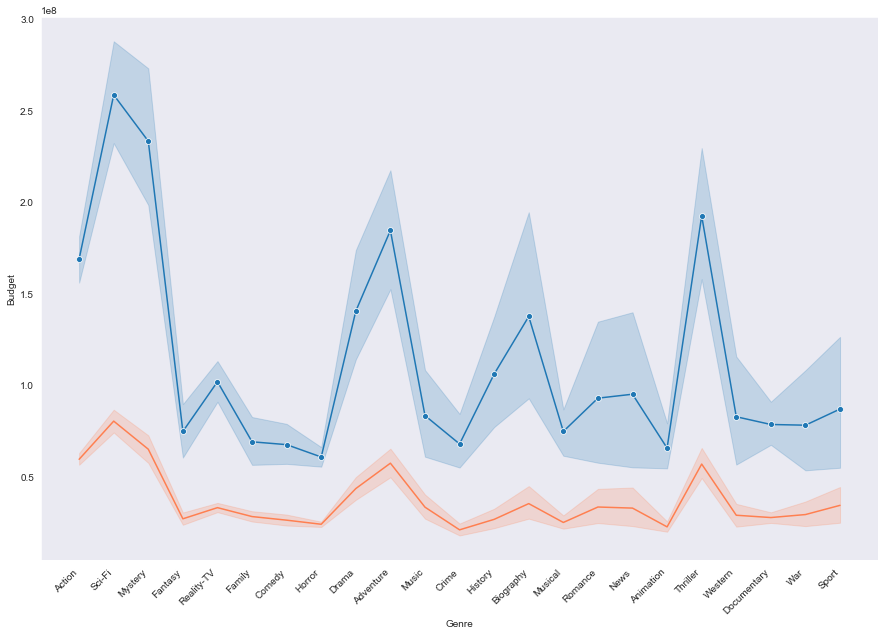 1e8
3.0
2.5
2.0
1.5
1.0
0.5
Budget
Action
Sci-Fi
Mystery
Fantasy
Reality-TV
Family
Comedy
Horror
Drama
Adventure
Music
Crime
History
Biography
Musical
Romance
News
Animation
Thriller
Western
Documentary
War
Sport
Genre